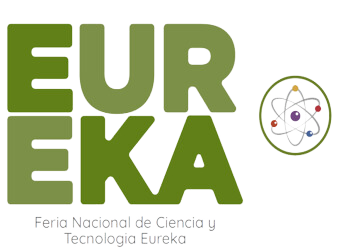 EUR
EKA
Feria Nacional de Ciencia y
Tecnología Eureka